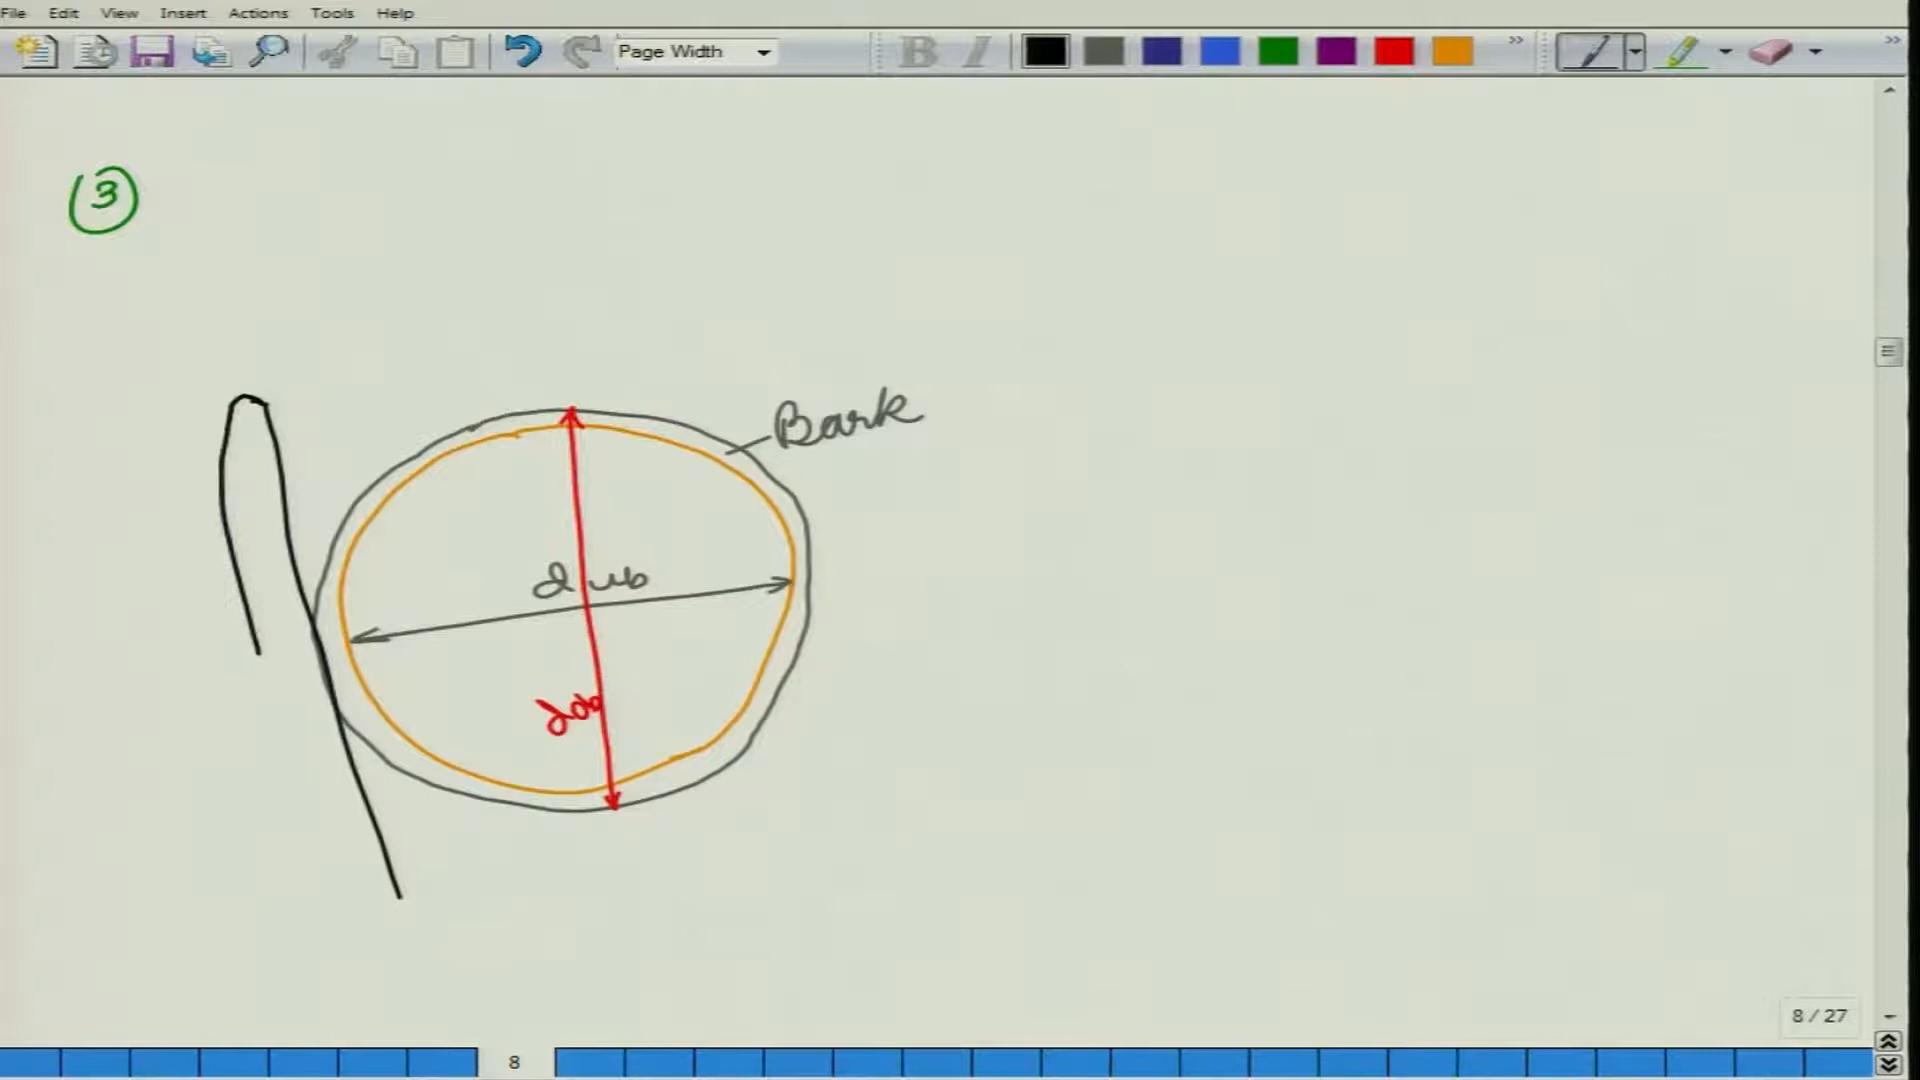 File Edit View Insert Actions Tools Help
Page Width
B I
3
Bark
dub
dob
8 / 27
8